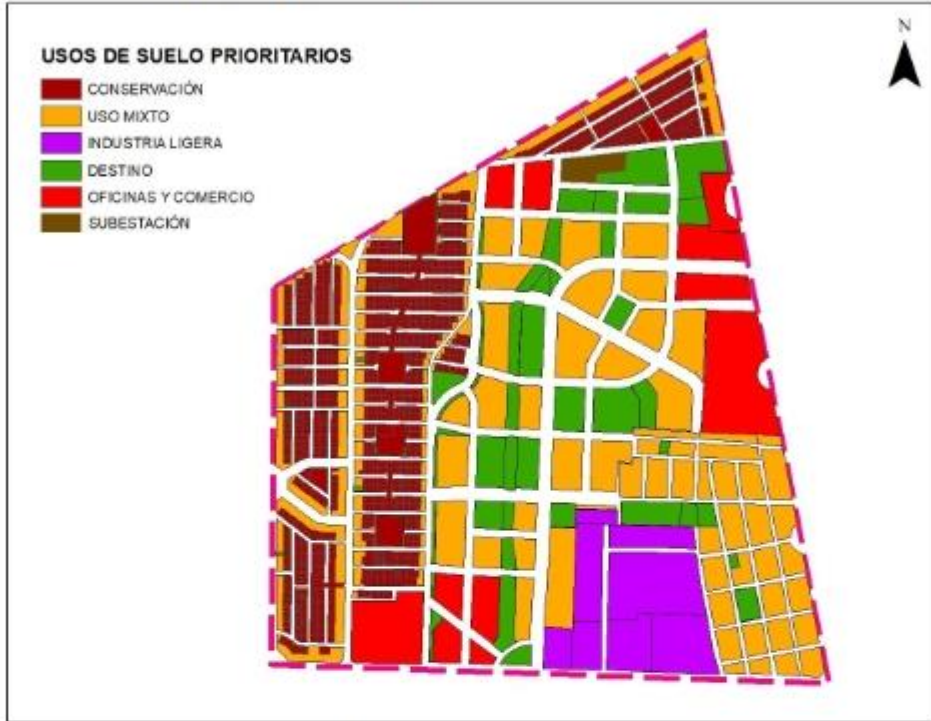 N
USOS DE SUELO PRIORITARIOS
CONSERVACIÓN
USO MIXTO
INDUSTRIA LIGERA
DESTINO
OFICINAS Y COMERCIO
SUBESTACIÓN